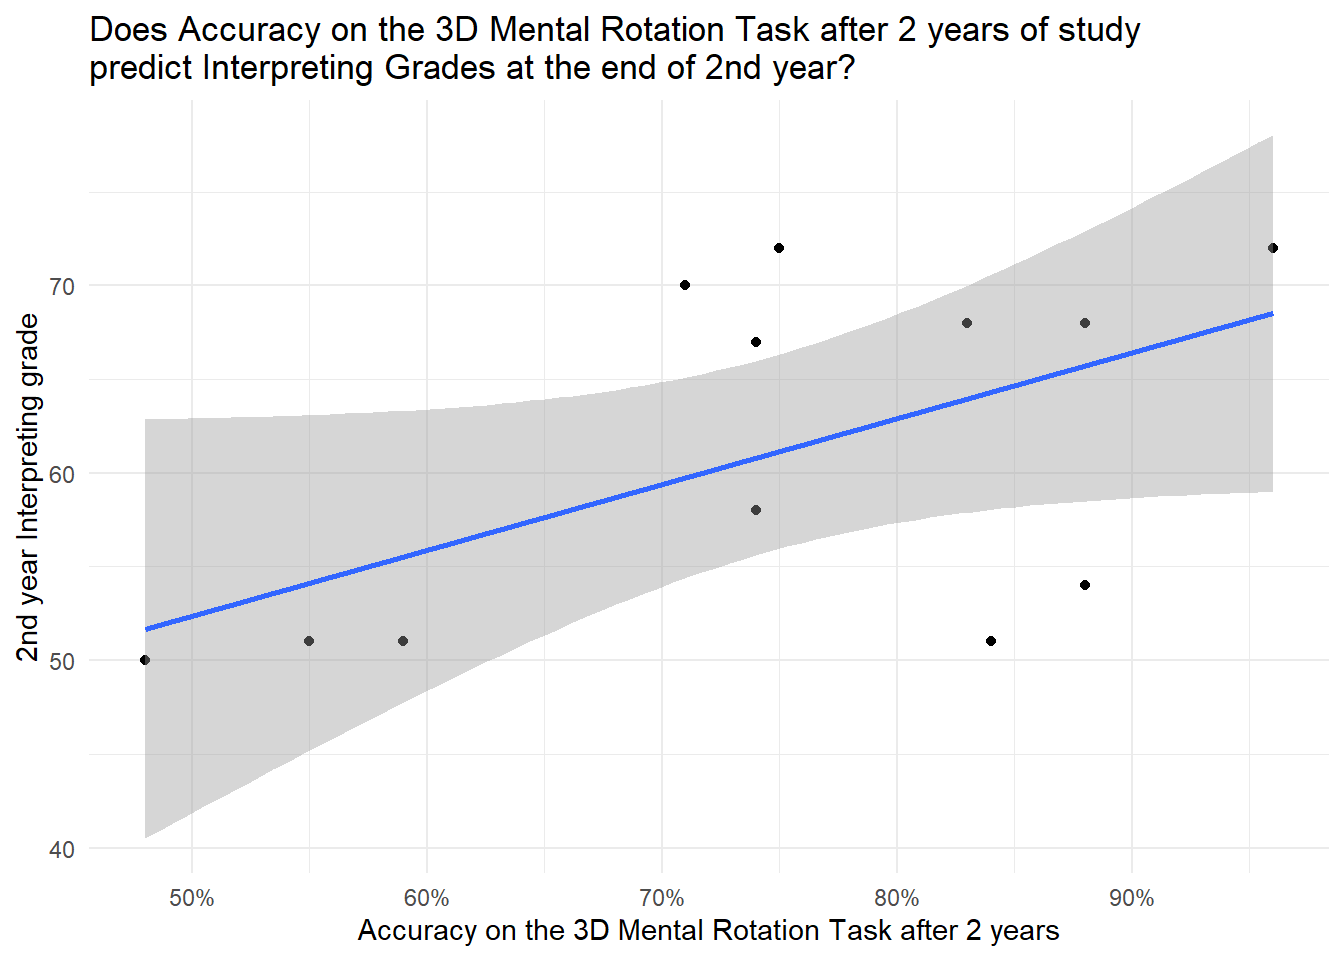 Does Accuracy on the 3D Mental Rotation Task after 2 years of study
predict Interpreting Grades at the end of 2nd year?
2nd year Interpreting grade
70
60
50
40
50%
60%
70%
80%
90%
Accuracy on the 3D Mental Rotation Task after 2 years